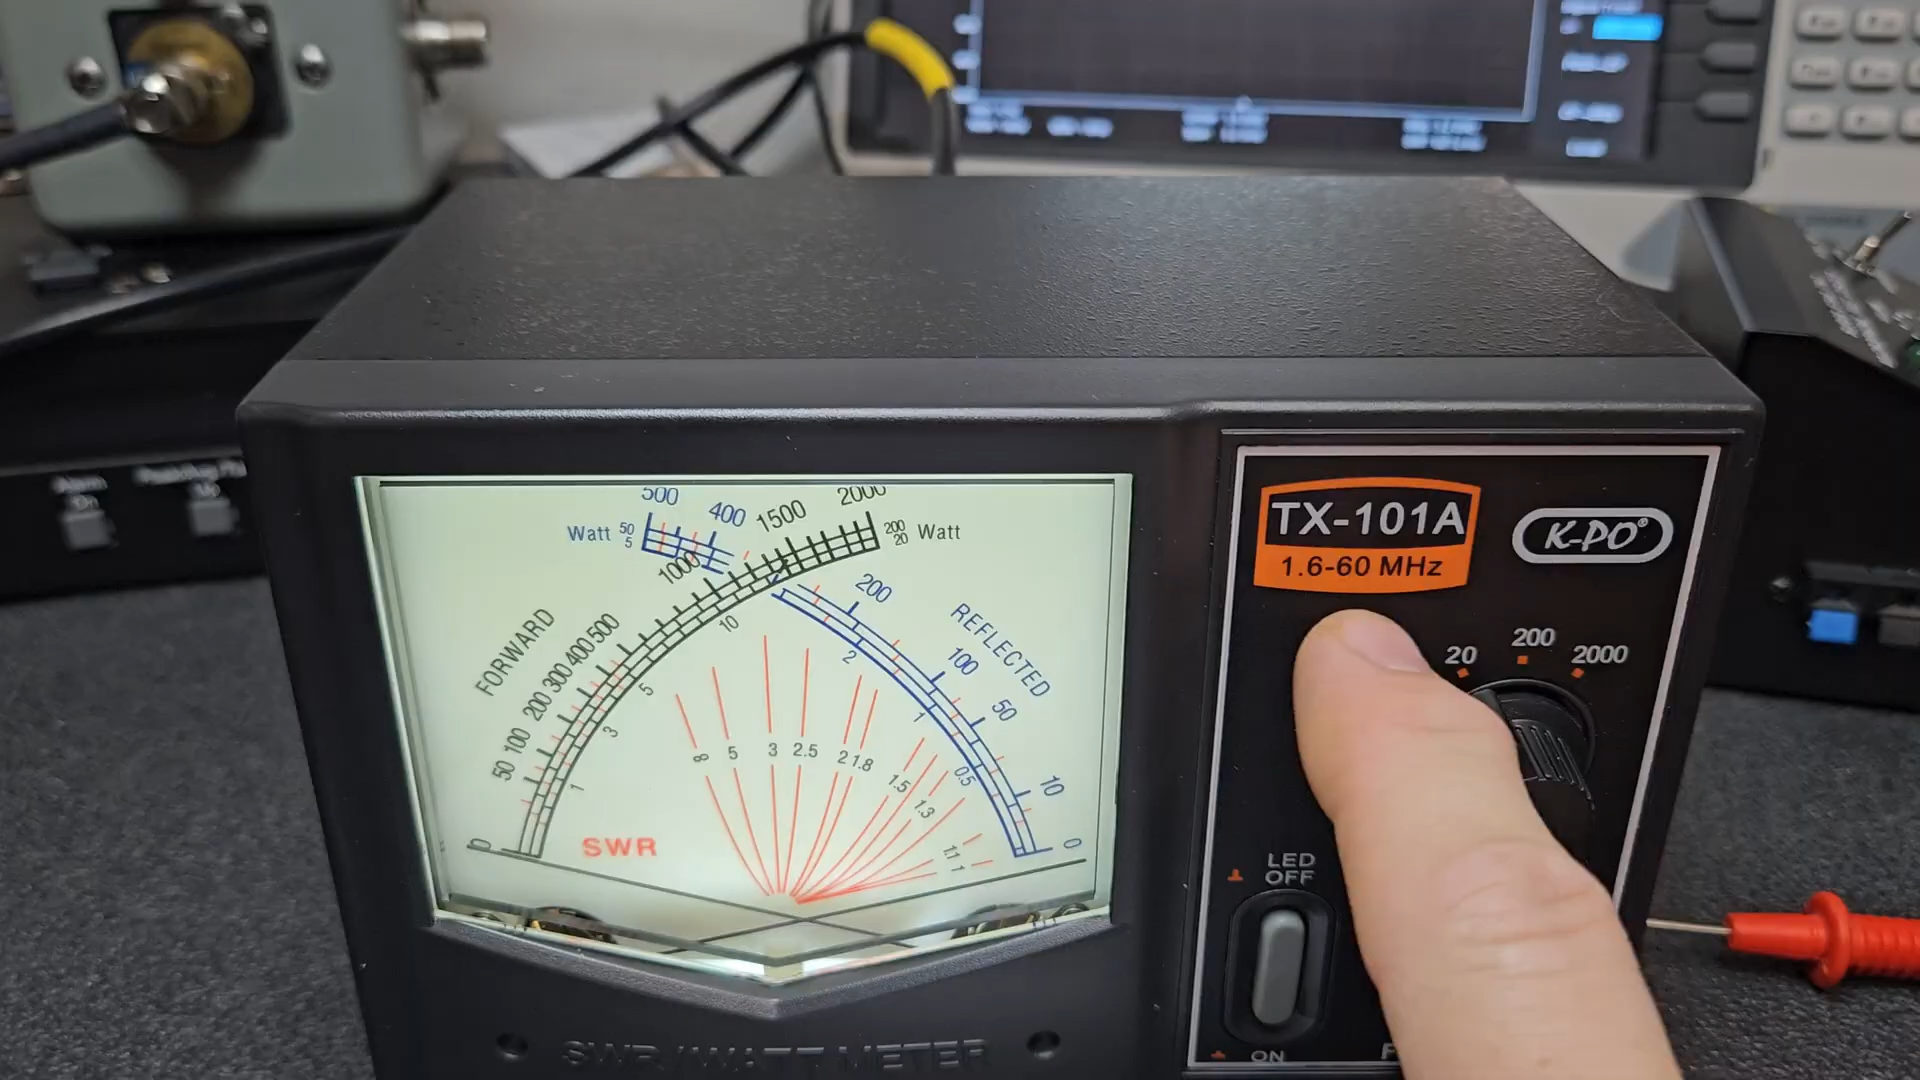 500
400
1500
2000
Watt
50
5
200
20
Watt
1000
FORWARD
50 100 200 300 400 500
200
REFLECTED
100
50
10
0
0
1
3
5
10
2
1
0.5
8
5
3
2.5
2
1.8
1.5
1.3
1.1
1
SWR
SWR/WATT METER
TX-101A
1.6-60 MHz
K-PO®
20
200
2000
LED
OFF
ON